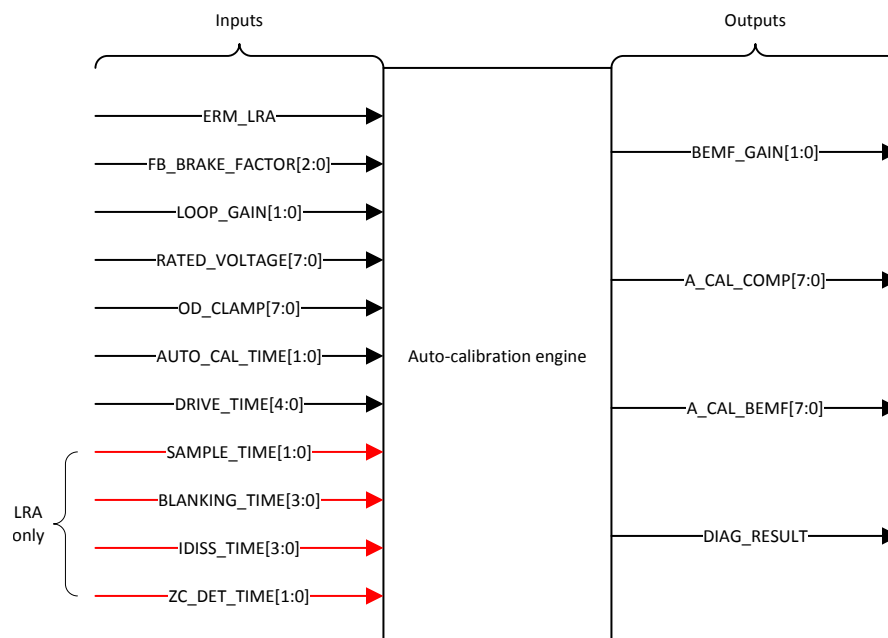 Inputs
Outputs
ERM_LRA
FB_BRAKE_FACTOR[2:0]
LOOP_GAIN[1:0]
RATED_VOLTAGE[7:0]
OD_CLAMP[7:0]
AUTO_CAL_TIME[1:0]
DRIVE_TIME[4:0]
SAMPLE_TIME[1:0]
BLANKING_TIME[3:0]
IDISS_TIME[3:0]
ZC_DET_TIME[1:0]
LRA
only
Auto-calibration engine
BEMF_GAIN[1:0]
A_CAL_COMP[7:0]
A_CAL_BEMF[7:0]
DIAG_RESULT